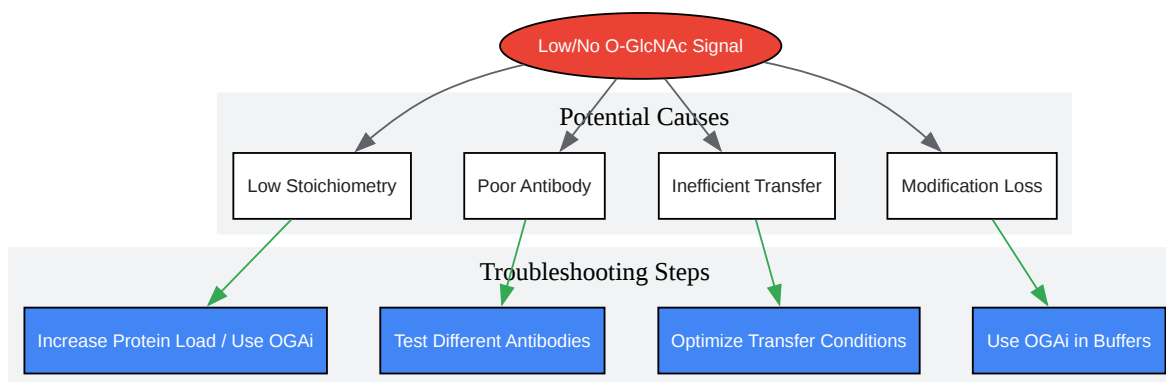 Low/No O-GlcNAc Signal
Potential Causes
Low Stoichiometry
Poor Antibody
Inefficient Transfer
Modification Loss
Troubleshooting Steps
Increase Protein Load / Use OGAi
Test Different Antibodies
Optimize Transfer Conditions
Use OGAi in Buffers